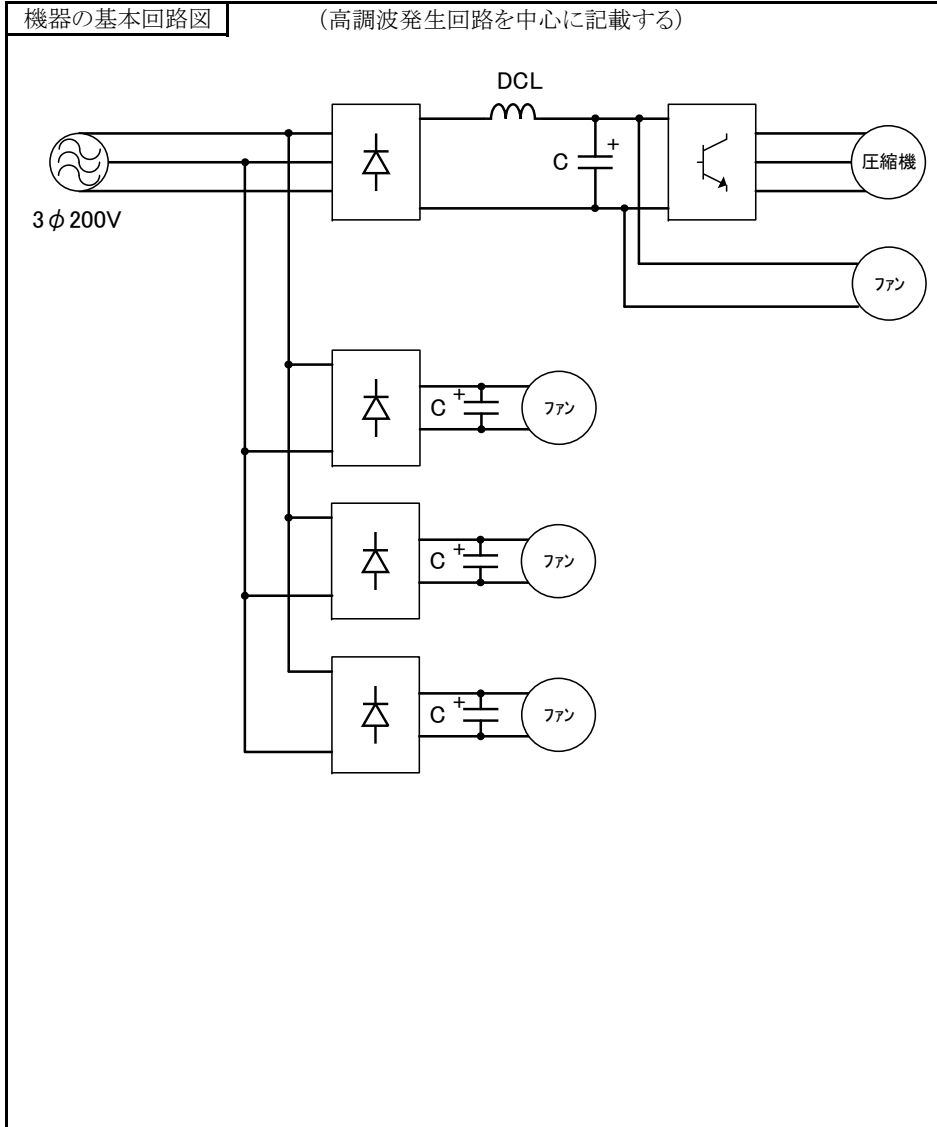 機器の基本回路図
(高調波発生回路を中心に記載する)
DCL
C
+
圧縮機
3φ200V
ファン
C
+
ファン
C
+
ファン
C
+
ファン